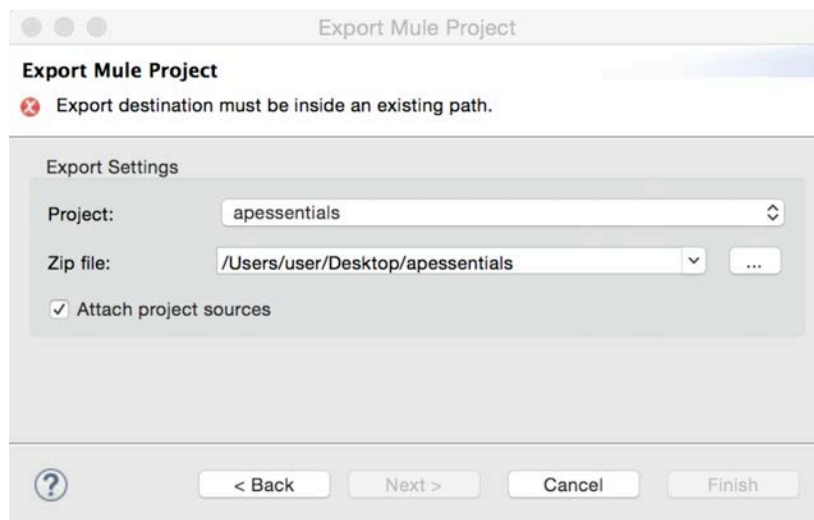 Export Mule Project
Export Mule Project
Export destination must be inside an existing path.
Export Settings
Project: apessentials
Zip file: /Users/user/Desktop/apessentials ...
Attach project sources
? < Back Next > Cancel Finish